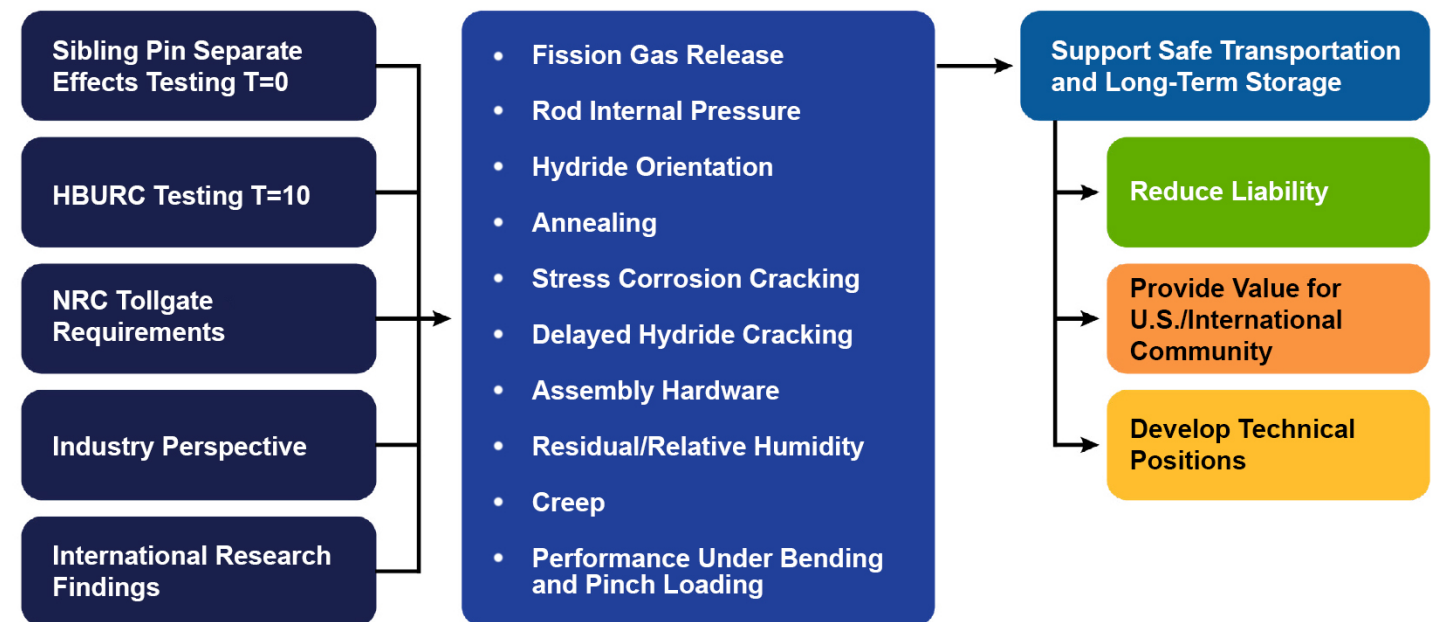 Sibling Pin Separate
Effects Testing T=0
HBURC Testing T=10
NRC Tollgate
Requirements
Industry Perspective
International Research
Findings
• Fission Gas Release
• Rod Internal Pressure
• Hydride Orientation
• Annealing
• Stress Corrosion Cracking
• Delayed Hydride Cracking
• Assembly Hardware
• Residual/Relative Humidity
• Creep
• Performance Under Bending
and Pinch Loading
Support Safe Transportation
and Long-Term Storage
Reduce Liability
Provide Value for
U.S./International
Community
Develop Technical
Positions